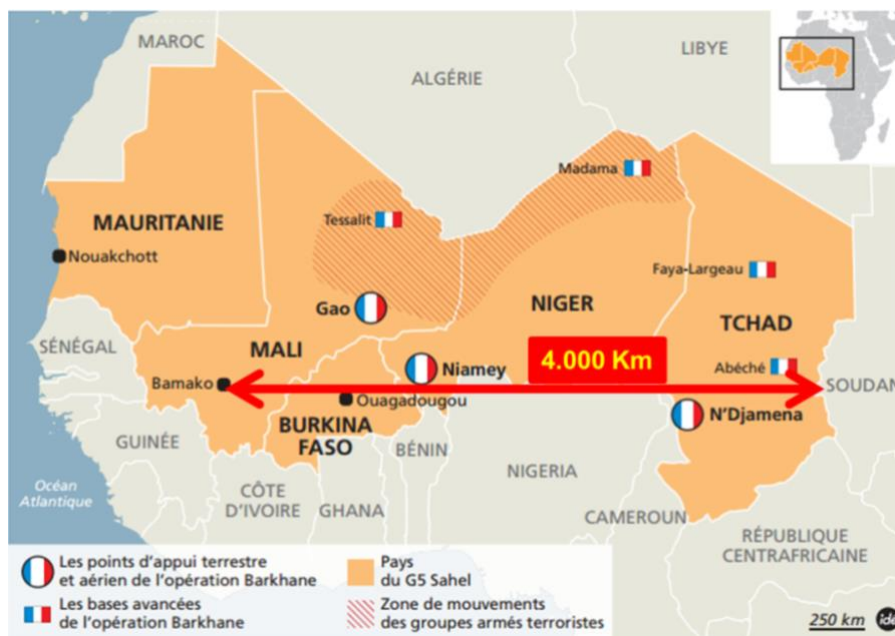 MAROC
LIBYE
ALGÉRIE
Madama
Tessalit
MAURITANIE
Nouakchott
Faya-Largeau
Gao
NIGER
TCHAD
SÉNÉGAL
MALI
4.000 Km
Niamey
Abéché
Bamako
SOUDAN
Ouagadougou
N'Djamena
BURKINA
FASO
GUINÉE
BÉNIN
NIGERIA
Océan
Atlantique
CÔTE
D'IVOIRE
GHANA
CAMEROUN
RÉPUBLIQUE
CENTRAFRICAINE
Les points d'appui terrestre
et aérien de l'opération Barkhane
Pays
du G5 Sahel
Les bases avancées
de l'opération Barkhane
Zone de mouvements
des groupes armés terroristes
250 km